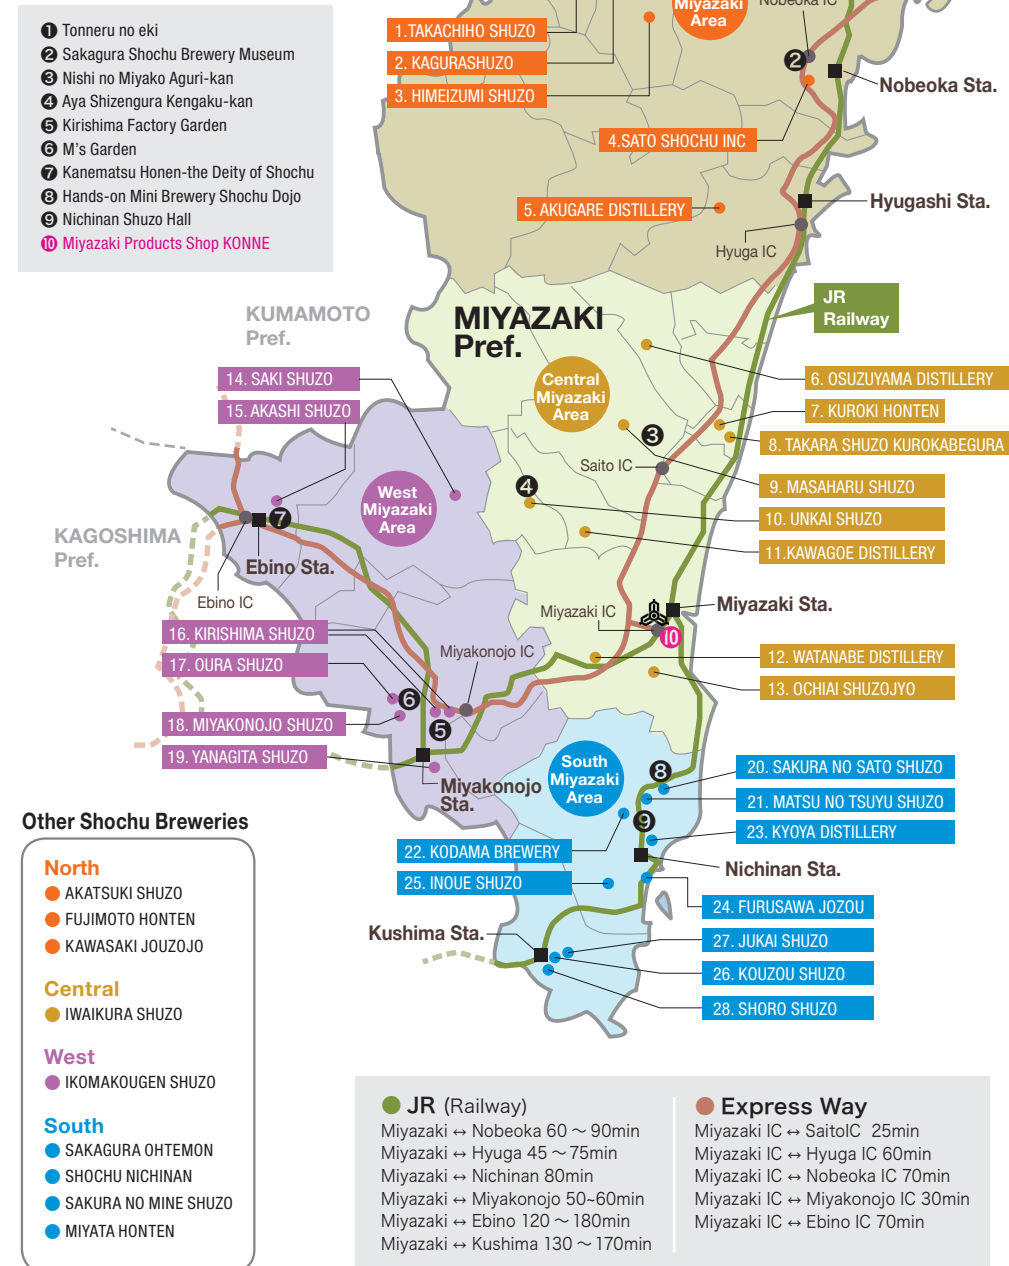 ❶ Tonneru no eki
❷ Sakagura Shochu Brewery Museum
❸ Nishi no Miyako Aguri-kan
❹ Aya Shizengura Kengaku-kan
❺ Kirishima Factory Garden
❻ M's Garden
❼ Kanematsu Honen-the Deity of Shochu
❽ Hands-on Mini Brewery Shochu Dojo
❾ Nichinan Shuzo Hall
❿ Miyazaki Products Shop KONNE
Miyazaki
Area
Nobeoka IC
1.TAKACHIHO SHUZO
2. KAGURASHUZO
3. HIMEIZUMI SHUZO
❷
Nobeoka Sta.
4.SATO SHOCHU INC
5. AKUGARE DISTILLERY
Hyugashi Sta.
Hyuga IC
JR
Railway
KUMAMOTO
Pref.
MIYAZAKI
Pref.
Central
Miyazaki
Area
14. SAKI SHUZO
15. AKASHI SHUZO
6. OSUZUYAMA DISTILLERY
7. KUROKI HONTEN
8. TAKARA SHUZO KUROKABEGURA
❸
Saito IC
9. MASAHARU SHUZO
❹
10. UNKAI SHUZO
11.KAWAGOE DISTILLERY
West
Miyazaki
Area
❼
KAGOSHIMA
Pref.
Ebino Sta.
Ebino IC
Miyazaki IC
Miyazaki Sta.
❿
16. KIRISHIMA SHUZO
17. OURA SHUZO
Miyakonojo IC
12. WATANABE DISTILLERY
13. OCHIAI SHUZOJYO
❻
18. MIYAKONOJO SHUZO
❺
19. YANAGITA SHUZO
Miyakonojo
Sta.
South
Miyazaki
Area
❽
20. SAKURA NO SATO SHUZO
21. MATSU NO TSUYU SHUZO
❾
23. KYOYA DISTILLERY
22. KODAMA BREWERY
Nichinan Sta.
25. INOUE SHUZO
24. FURUSAWA JOZOU
Kushima Sta.
27. JUKAI SHUZO
26. KOUZOU SHUZO
28. SHORO SHUZO
Other Shochu Breweries
North
AKATSUKI SHUZO
FUJIMOTO HONTEN
KAWASAKI JOUZOJO
Central
IWAIKURA SHUZO
West
IKOMAKOUGEN SHUZO
South
SAKAGURA OHTEMON
SHOCHU NICHINAN
SAKURA NO MINE SHUZO
MIYATA HONTEN
JR (Railway)
Miyazaki ↔ Nobeoka 60 ～ 90min
Miyazaki ↔ Hyuga 45 ～ 75min
Miyazaki ↔ Nichinan 80min
Miyazaki ↔ Miyakonojo 50~60min
Miyazaki ↔ Ebino 120 ～ 180min
Miyazaki ↔ Kushima 130 ～ 170min
Express Way
Miyazaki IC ↔ SaitoIC 25min
Miyazaki IC ↔ Hyuga IC 60min
Miyazaki IC ↔ Nobeoka IC 70min
Miyazaki IC ↔ Miyakonojo IC 30min
Miyazaki IC ↔ Ebino IC 70min